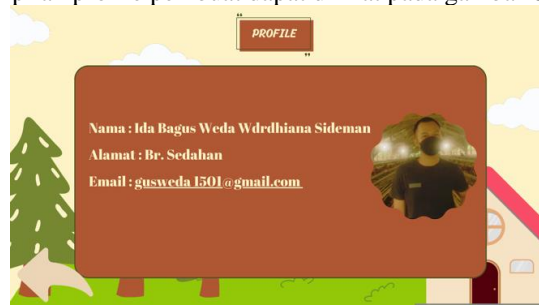 PROFILE
Nama : Ida Bagus Weda Wdrdhiana Sideman
Alamat : Br. Sedahan
Email : gusweda 1501@gmail.com